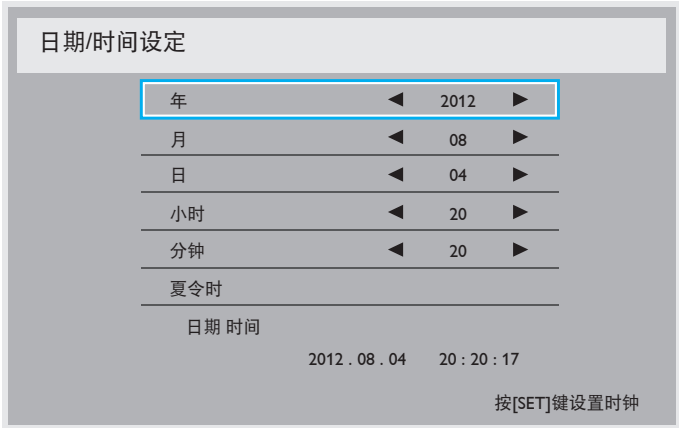 日期/时间设定
年 ◀ 2012 ▶
月 ◀ 08 ▶
日 ◀ 04 ▶
小时 ◀ 20 ▶
分钟 ◀ 20 ▶
夏令时
日期 时间
2012 . 08 . 04 20 : 20 : 17
按[SET]键设置时钟